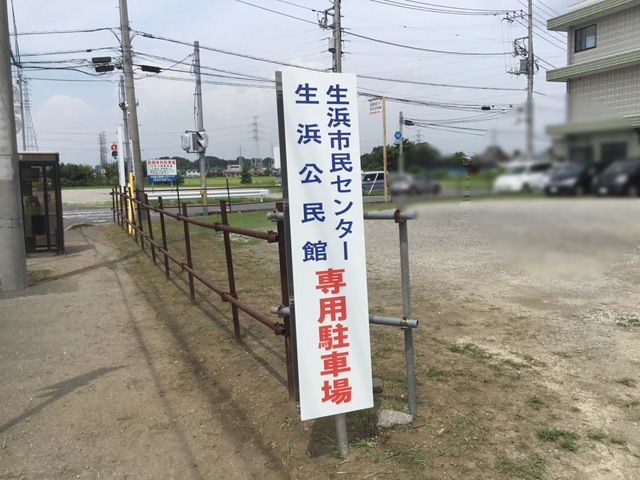 生浜市民センター
生浜公民館
専用駐車場